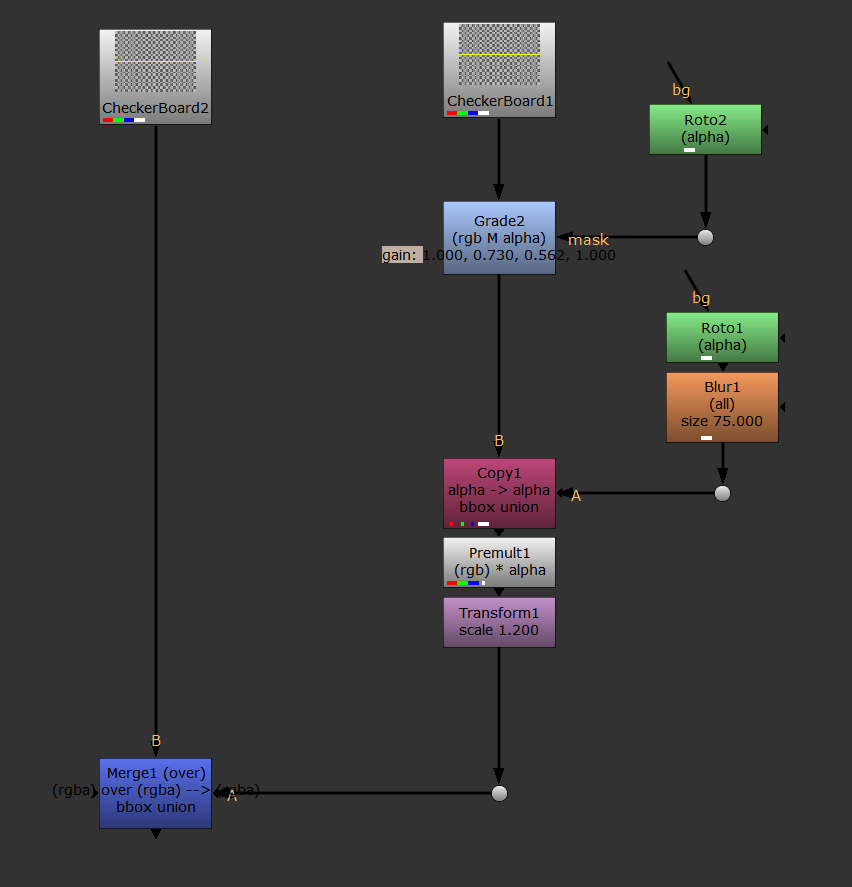 CheckerBoard2
CheckerBoard1
bg
Roto2
(alpha)
Grade2
(rgb M alpha)
mask
gain: 1.000, 0.730, 0.562, 1.000
bg
Roto1
(alpha)
Blur1
(all)
size 75.000
B
Copy1
alpha -> alpha
bbox union
A
Premult1
(rgb) * alpha
Transform1
scale 1.200
B
Merge1 (over)
(rgba) over (rgba) --> (rgba)
A
bbox union